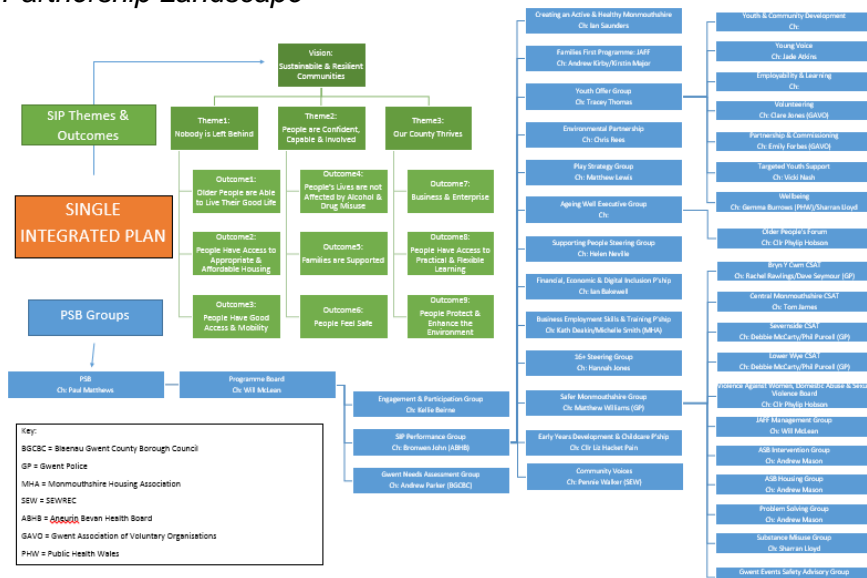 Partnership Landscape
Vision:
Sustainabile & Resilient
Communities
SIP Themes &
Outcomes
Theme1:
Nobody is Left Behind
Theme2:
People are Confident,
Capable & Involved
Theme3:
Our County Thrives
Outcome1:
Older People are Able
to Live Their Good Life
Outcome4:
People's Lives are not
Affected by Alcohol &
Drug Misuse
Outcome7:
Business & Enterprise
SINGLE
INTEGRATED PLAN
Outcome2:
People Have Access to
Appropriate &
Affordable Housing
Outcome5:
Families are Supported
Outcome8:
People Have Access to
Practical & Flexible
Learning
Outcome3:
People Have Good
Access & Mobility
Outcome6:
People Feel Safe
Outcome9:
People Protect &
Enhance the
Environment
PSB Groups
PSB
Ch: Paul Matthews
Programme Board
Ch: Will McLean
Engagement & Participation Group
Ch: Kellie Beirne
SIP Performance Group
Ch: Bronwen John (ABHB)
Gwent Needs Assessment Group
Ch: Andrew Parker (BGCBC)
Creating an Active & Healthy Monmouthshire
Ch: Ian Saunders
Families First Programme: JAFF
Ch: Andrew Kirby/Kirstin Major
Youth Offer Group
Ch: Tracey Thomas
Environmental Partnership
Ch: Chris Rees
Play Strategy Group
Ch: Matthew Lewis
Ageing Well Executive Group
Ch:
Supporting People Steering Group
Ch: Helen Neville
Financial, Economic & Digital Inclusion P'ship
Ch: Ian Bakewell
Business Employment Skills & Training P'ship
Ch: Kath Deakin/Michelle Smith (MHA)
16+ Steering Group
Ch: Hannah Jones
Safer Monmouthshire Group
Ch: Matthew Williams (GP)
Early Years Development & Childcare P'ship
Ch: Cllr Liz Hacket Pain
Community Voices
Ch: Pennie Walker (SEW)
Youth & Community Development
Ch:
Young Voice
Ch: Jade Atkins
Employability & Learning
Ch:
Volunteering
Ch: Clare Jones (GAVO)
Partnership & Commissioning
Ch: Emily Forbes (GAVO)
Targeted Youth Support
Ch: Vicki Nash
Wellbeing
Ch: Gemma Burrows (PHW)/Sharran Lloyd
Older People's Forum
Ch: Cllr Phylip Hobson
Bryn Y Cwm CSAT
Ch: Rachel Rawlings/Dave Seymour (GP)
Central Monmouthshire CSAT
Ch: Tom James
Severnside CSAT
Ch: Debbie McCarty/Phil Purcell (GP)
Lower Wye CSAT
Ch: Debbie McCarty/Phil Purcell (GP)
Violence Against Women, Domestic Abuse & Sexual
Violence Board
Ch: Cllr Phylip Hobson
JAFF Management Group
Ch: Will McLean
ASB Intervention Group
Ch: Andrew Mason
ASB Housing Group
Ch: Andrew Mason
Problem Solving Group
Ch: Andrew Mason
Substance Misuse Group
Ch: Sharran Lloyd
Gwent Events Safety Advisory Group
Key:
BGCBC = Blaenau Gwent County Borough Council
GP = Gwent Police
MHA = Monmouthshire Housing Association
SEW = SEWREC
ABHB = Aneurin Bevan Health Board
GAVO = Gwent Association of Voluntary Organisations
PHW = Public Health Wales